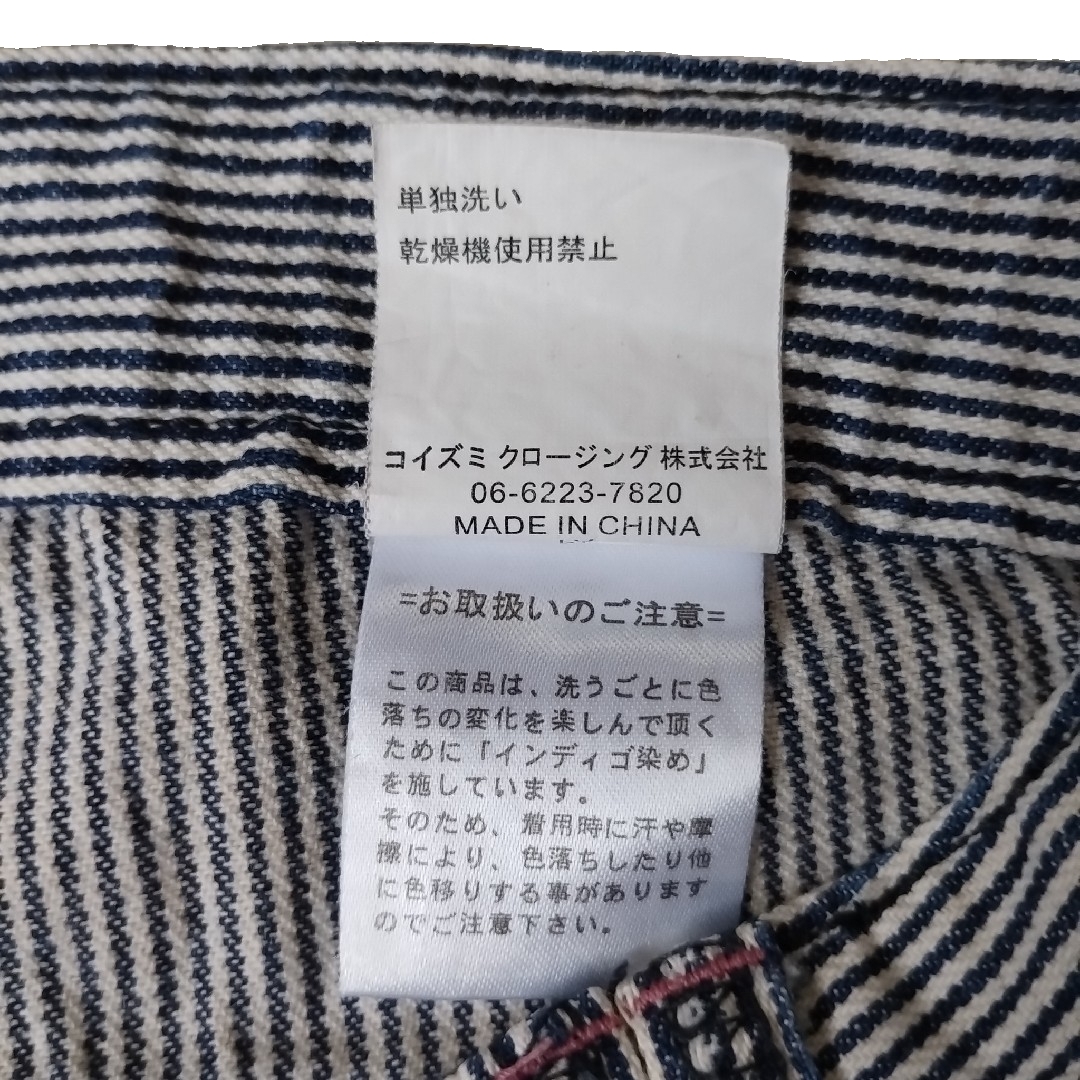 単独洗い
乾燥機使用禁止
コイズミクロージング株式会社
06-6223-7820
MADE IN CHINA
=お取扱いのご注意=
この商品は、洗うごとに色
落ちの変化を楽しんで頂く
ために「インディゴ染め」
を施しています。
そのため、着用時に汗や摩
擦により、色落ちしたり他
に色移りする事があります
のでご注意下さい。